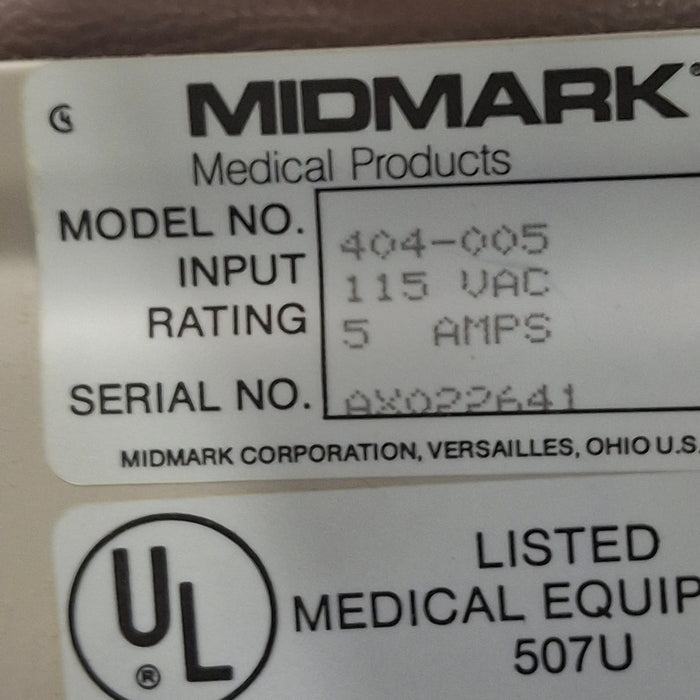 MIDMARK®
Medical Products
MODEL NO. 404-005
INPUT 115 VAC
RATING 5 AMPS
SERIAL NO. AX022641
MIDMARK CORPORATION, VERSAILLES, OHIO U.S.
UL ®
LISTED
MEDICAL EQUIP
507U